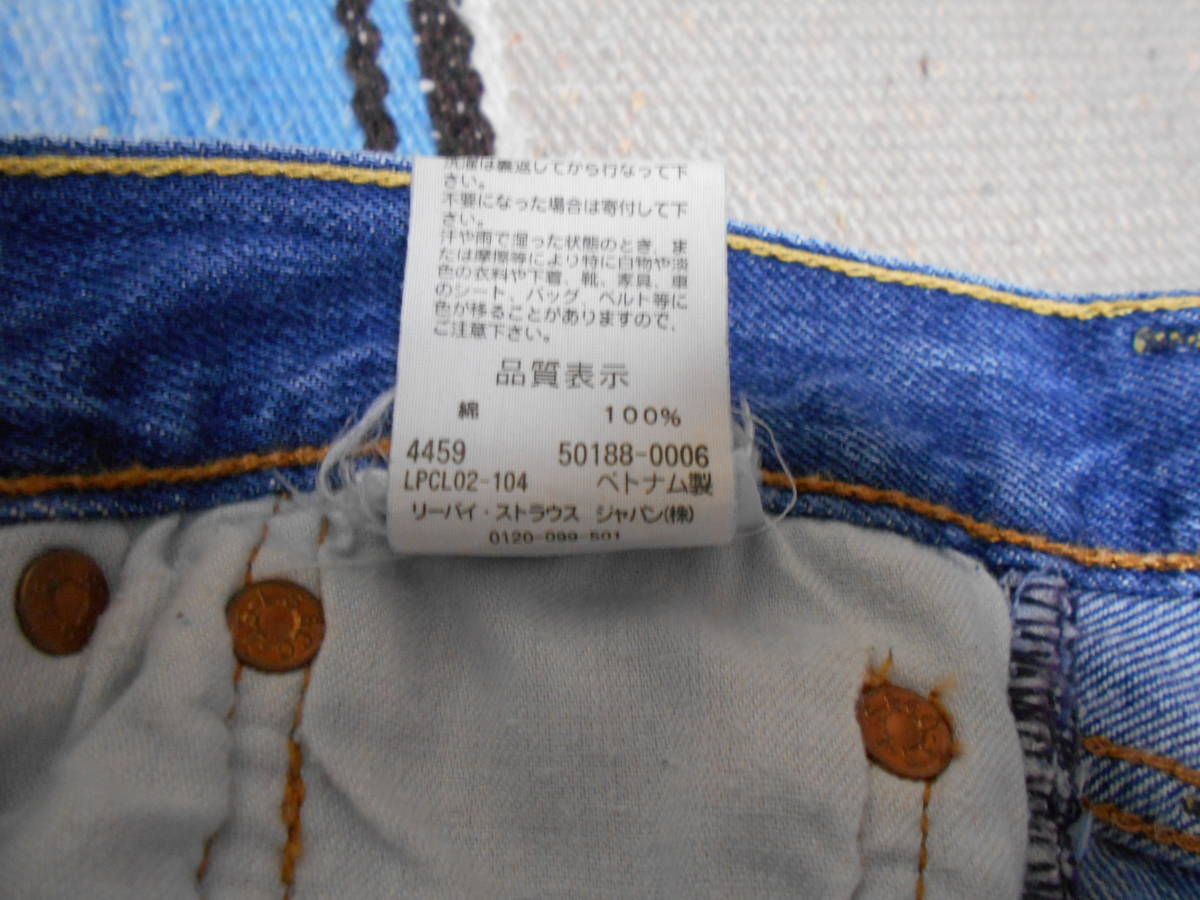 洗濯は裏返してから行なって下
さい。
不要になった場合は寄付して下
さい。
汗や雨で湿った状態のとき、ま
たは摩擦等により特に白物や淡
色の衣料や下着、靴、家具、車
のシート、バッグ、ベルト等に
色が移ることがありますので、
ご注意下さい。
品質表示
綿 100%
4459 50188-0006
LPCL02-104 ベトナム製
リーバイ・ストラウス ジャパン(株)
0120-099-501